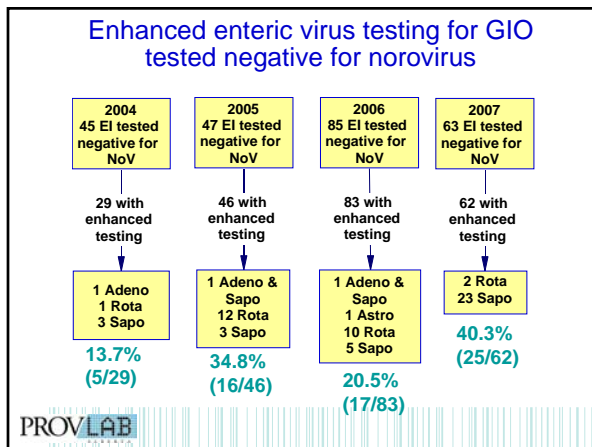 Enhanced enteric virus testing for GIO
tested negative for norovirus
2004
45 EI tested
negative for
NoV
2005
47 EI tested
negative for
NoV
2006
85 EI tested
negative for
NoV
2007
63 EI tested
negative for
NoV
29 with
enhanced
testing
46 with
enhanced
testing
83 with
enhanced
testing
62 with
enhanced
testing
1 Adeno
1 Rota
3 Sapo
1 Adeno &
Sapo
12 Rota
3 Sapo
1 Adeno &
Sapo
1 Astro
10 Rota
5 Sapo
2 Rota
23 Sapo
13.7%
(5/29)
34.8%
(16/46)
20.5%
(17/83)
40.3%
(25/62)
PROVLAB
ALBERTA